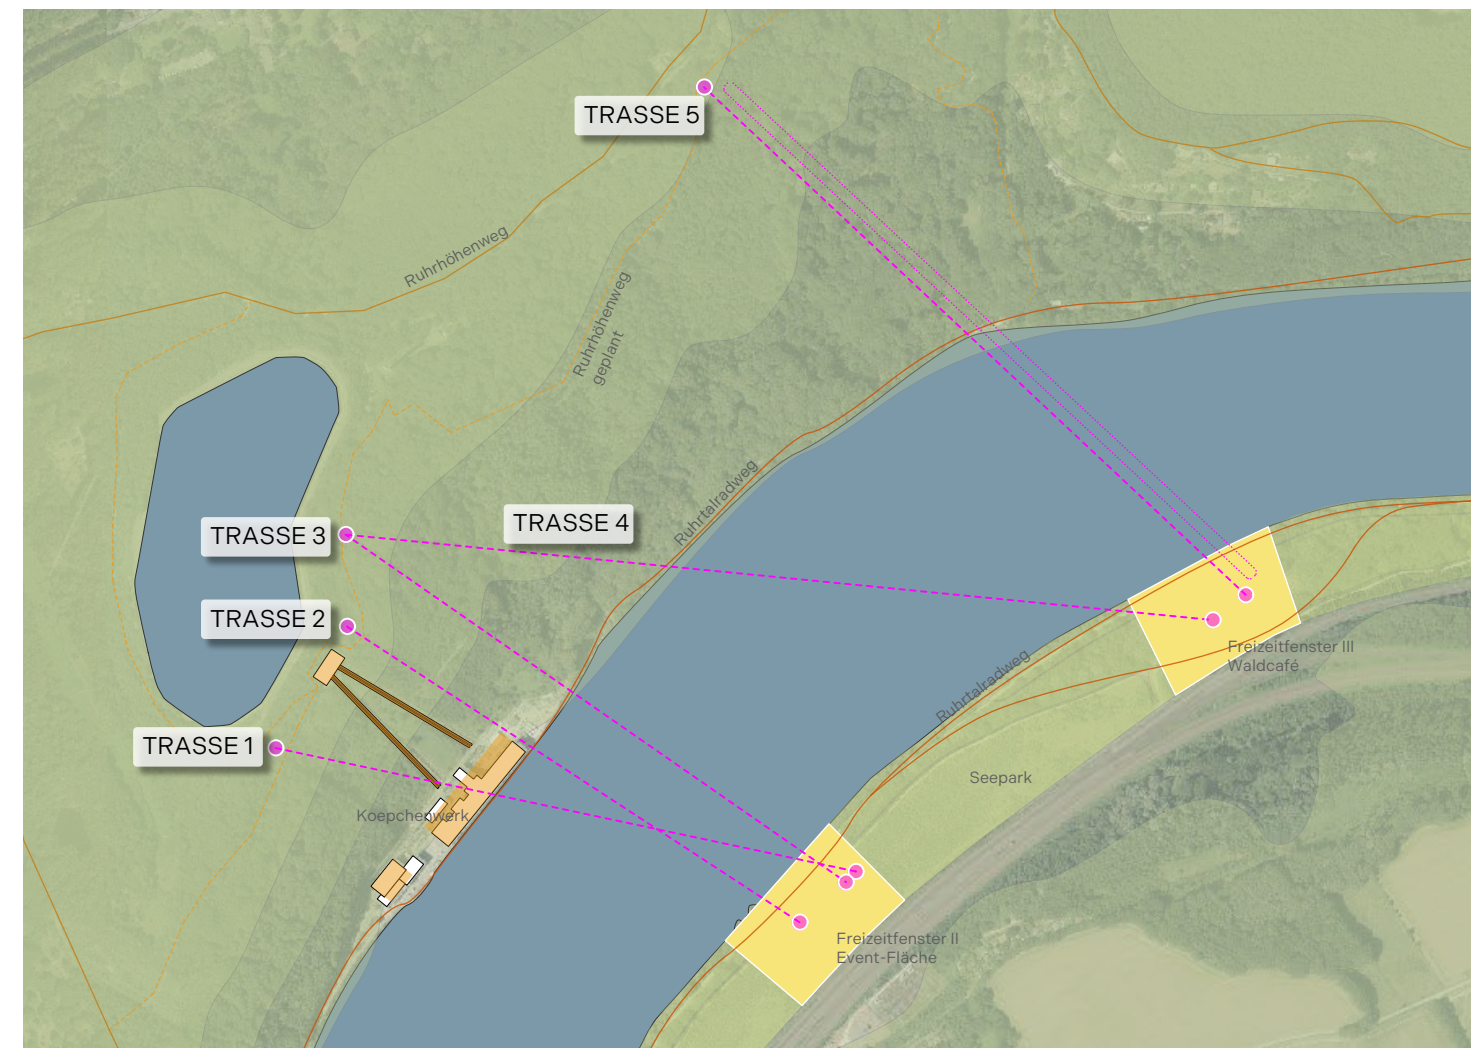 TRASSE 5
Ruhrhöhenweg
Ruhrhöhenweg
geplant
Ruhrtalradweg
TRASSE 4
TRASSE 3
TRASSE 2
Freizeitfenster III
Waldcafé
Ruhrtalradweg
TRASSE 1
Seepark
Koepchenwerk
Freizeitfenster II
Event-Fläche